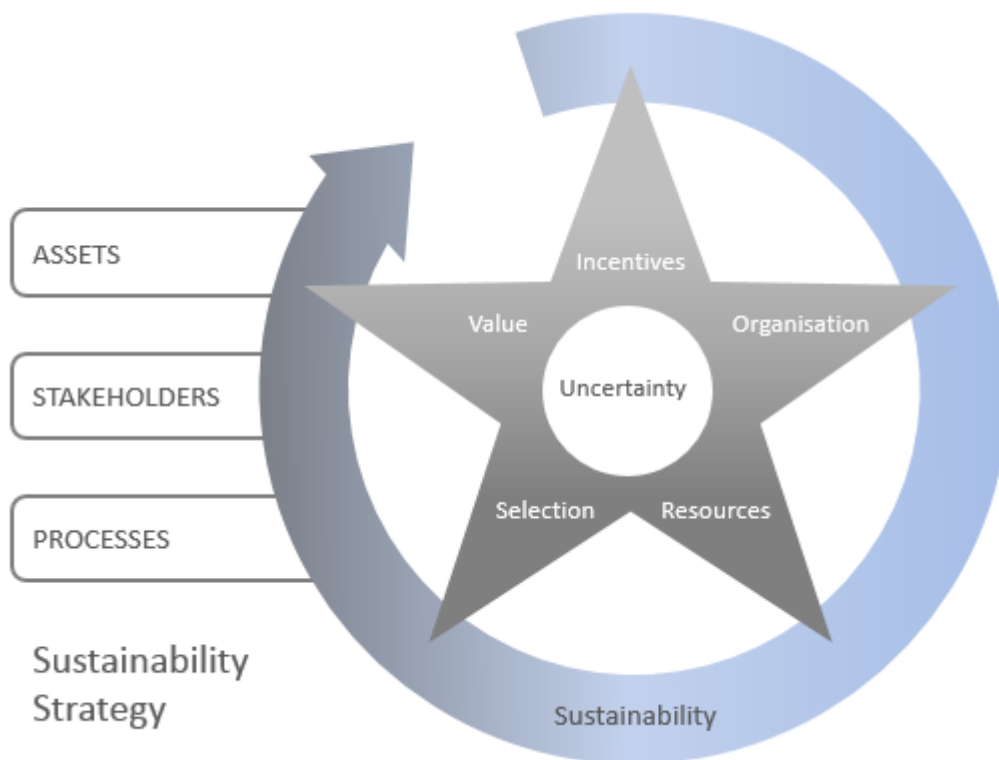 ASSETS
STAKEHOLDERS
PROCESSES
Sustainability
Strategy
Incentives
Value
Organisation
Uncertainty
Selection
Resources
Sustainability